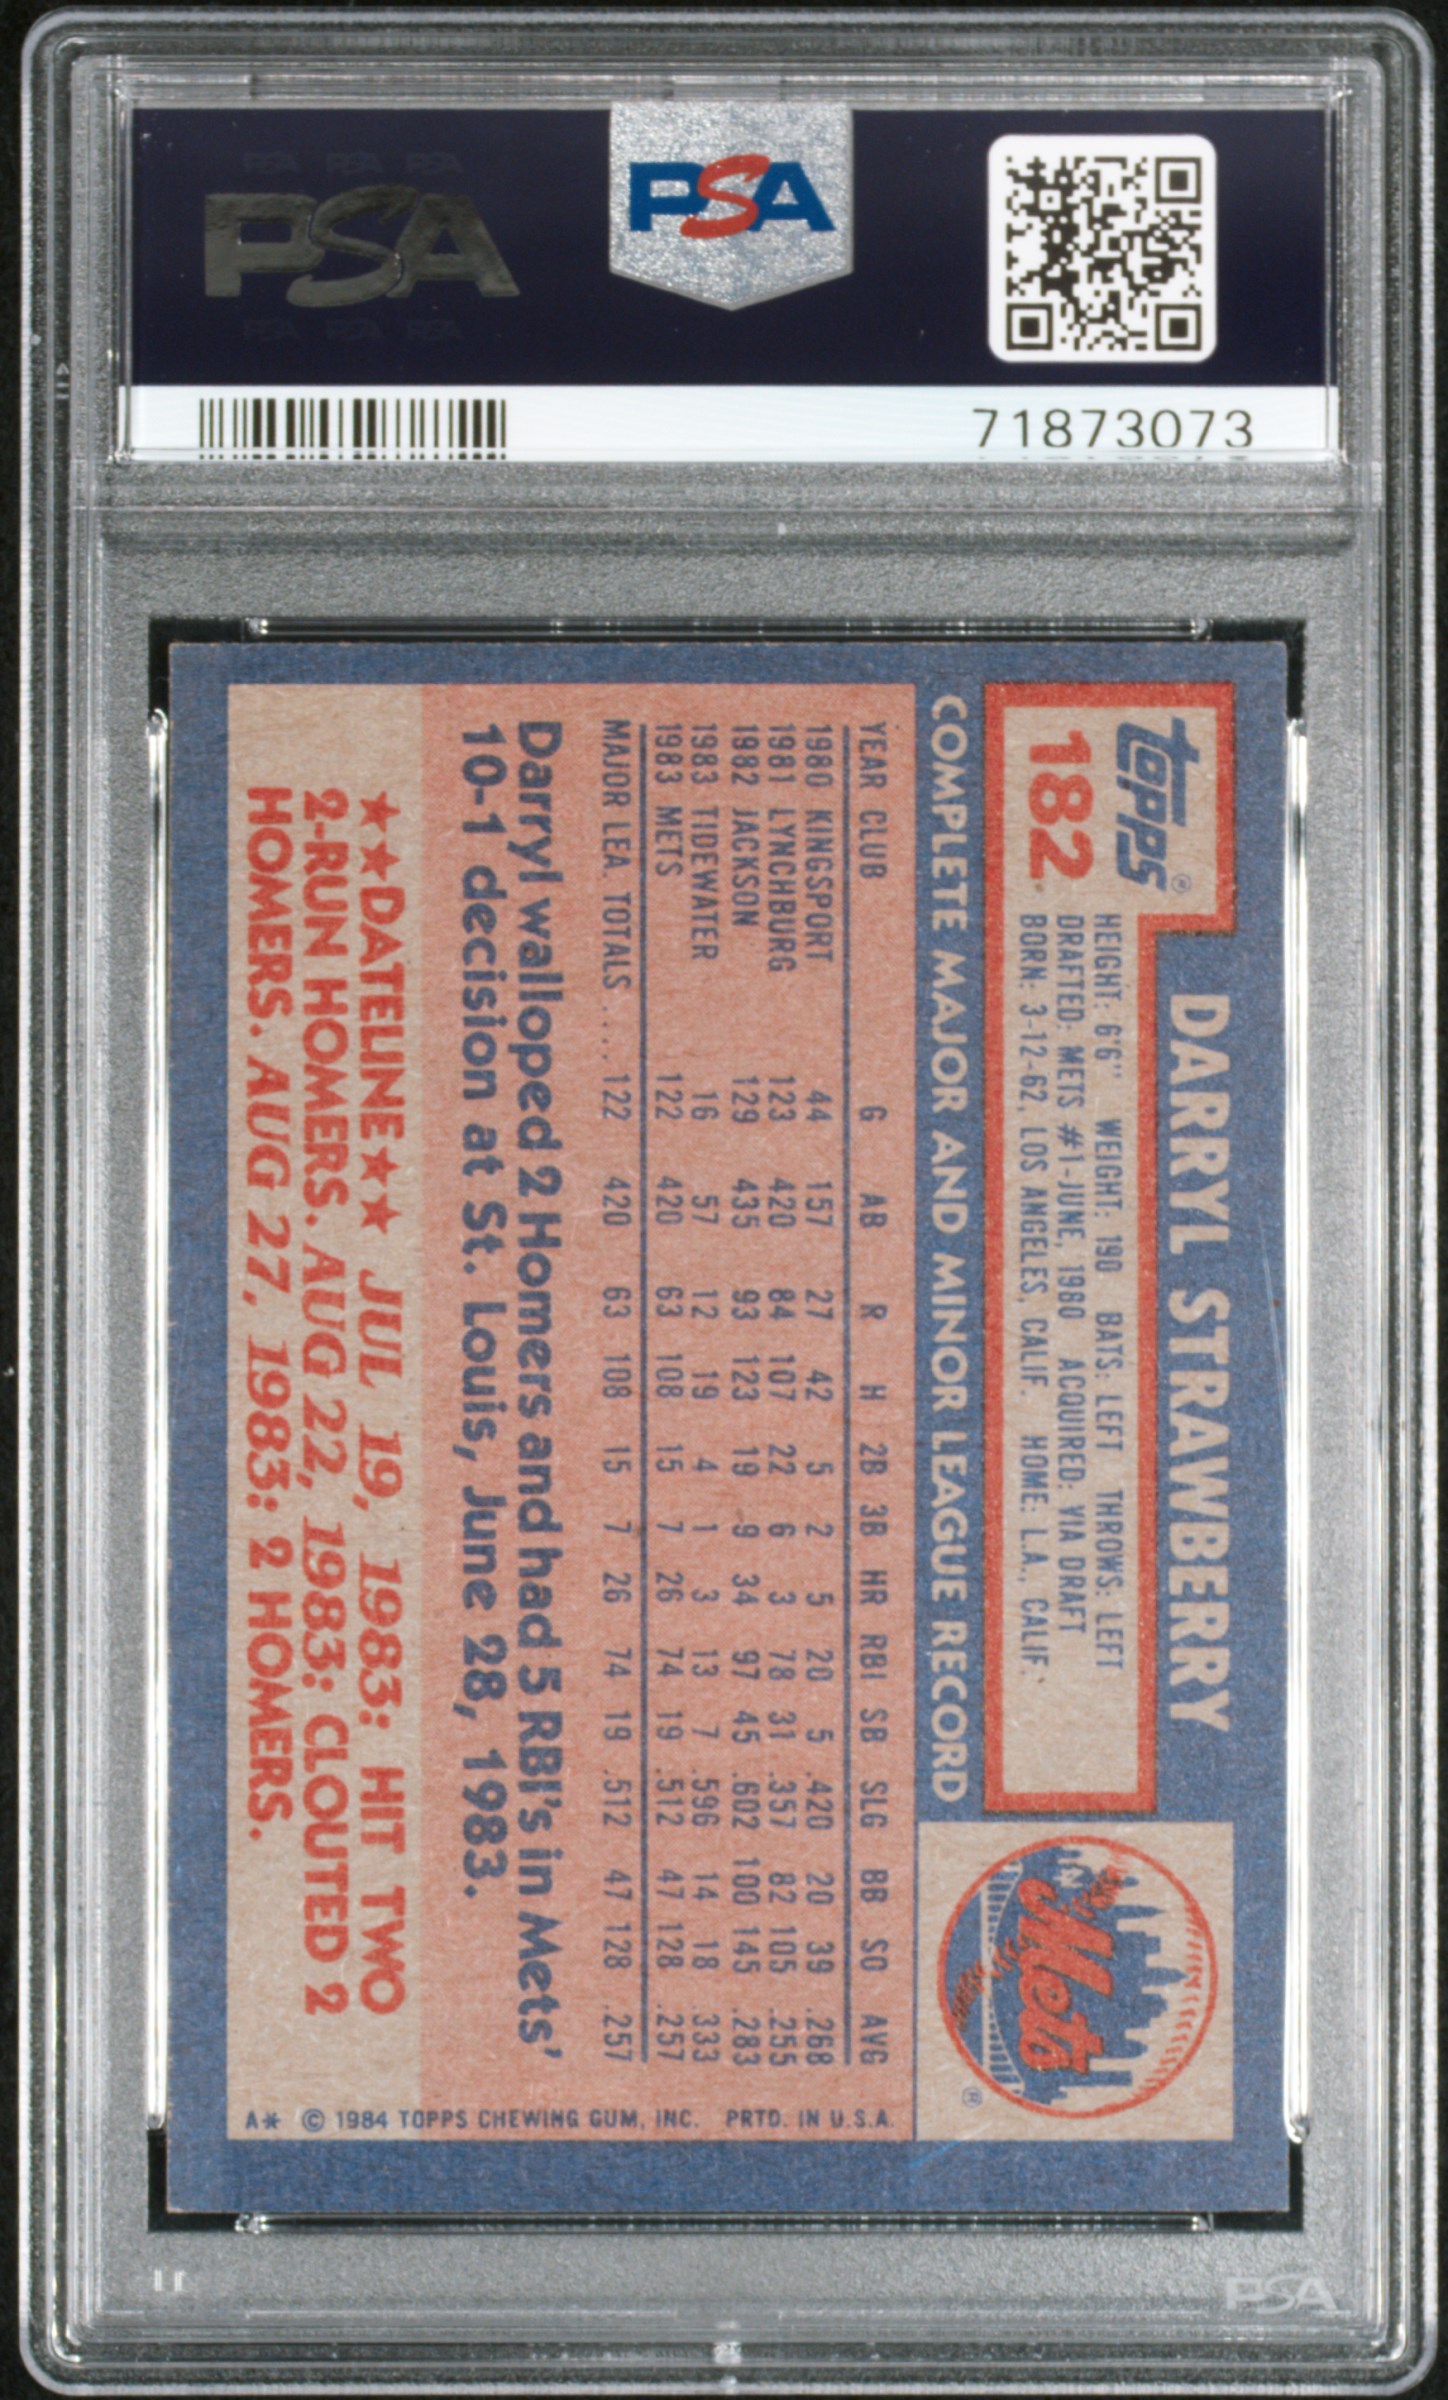 PSA PSA PSA
PSA
PSA PSA PSA
PSA
71873073
topps®
182
DARRYL STRAWBERRY
HEIGHT: 6'6" WEIGHT: 190 BATS: LEFT THROWS: LEFT
DRAFTED: METS #1-JUNE, 1980 ACQUIRED: VIA DRAFT
BORN: 3-12-62, LOS ANGELES, CALIF. HOME: L.A., CALIF.
Mets
®
COMPLETE MAJOR AND MINOR LEAGUE RECORD
YEAR CLUB G AB R H 2B 3B HR RBI SB SLG BB SO AVG
1980 KINGSPORT 44 157 27 42 5 2 5 20 5 .420 20 39 .268
1981 LYNCHBURG 123 420 84 107 22 6 3 78 31 .357 82 105 .255
1982 JACKSON 129 435 93 123 19 9 34 97 45 .602 100 145 .283
1983 TIDEWATER 16 57 12 19 4 1 3 13 7 .596 14 18 .333
1983 METS 122 420 63 108 15 7 26 74 19 .512 47 128 .257
MAJOR LEA. TOTALS .... 122 420 63 108 15 7 26 74 19 .512 47 128 .257
Darryl walloped 2 Homers and had 5 RBI's in Mets'
10-1 decision at St. Louis, June 28, 1983.
★★DATELINE★★ JUL 19, 1983: HIT TWO
2-RUN HOMERS. AUG 22, 1983: CLOUTED 2
HOMERS. AUG 27, 1983: 2 HOMERS.
A* © 1984 TOPPS CHEWING GUM, INC. PRTD. IN U.S.A.
PSA